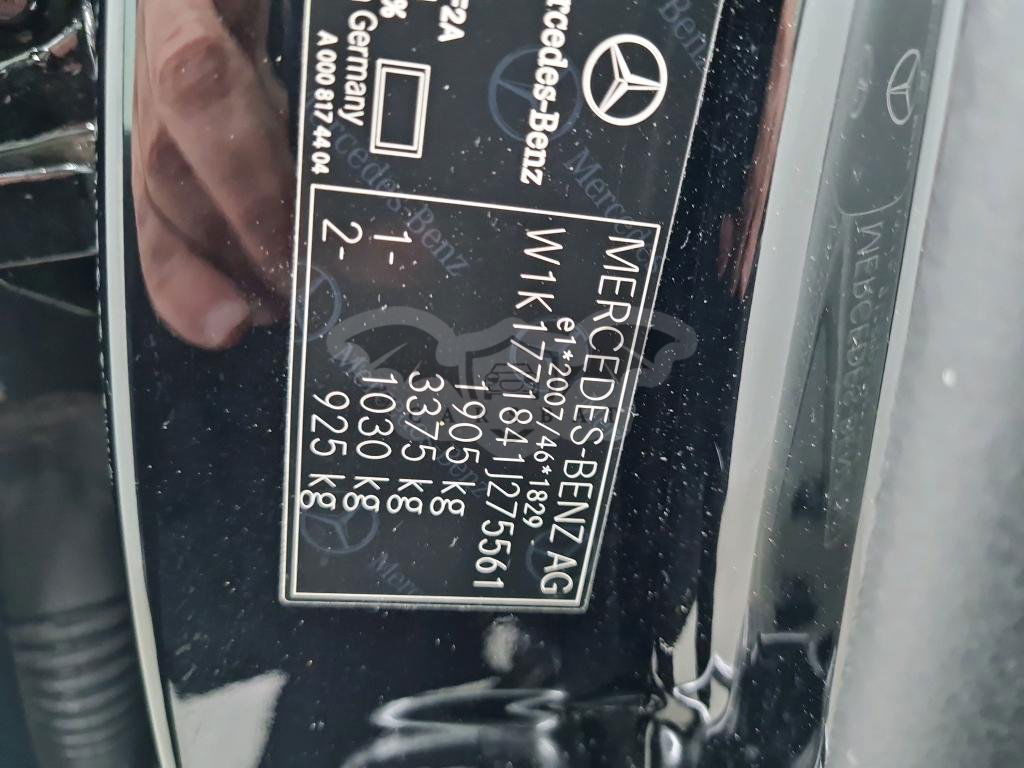 MERCEDES-BENZ AG
e1*2007/46*1829
W1K1771841J275561
1905 kg
3375 kg
1- 1030 kg
2- 925 kg
Mercedes-Benz
F2A
%
Germany
A 000 817 44 04